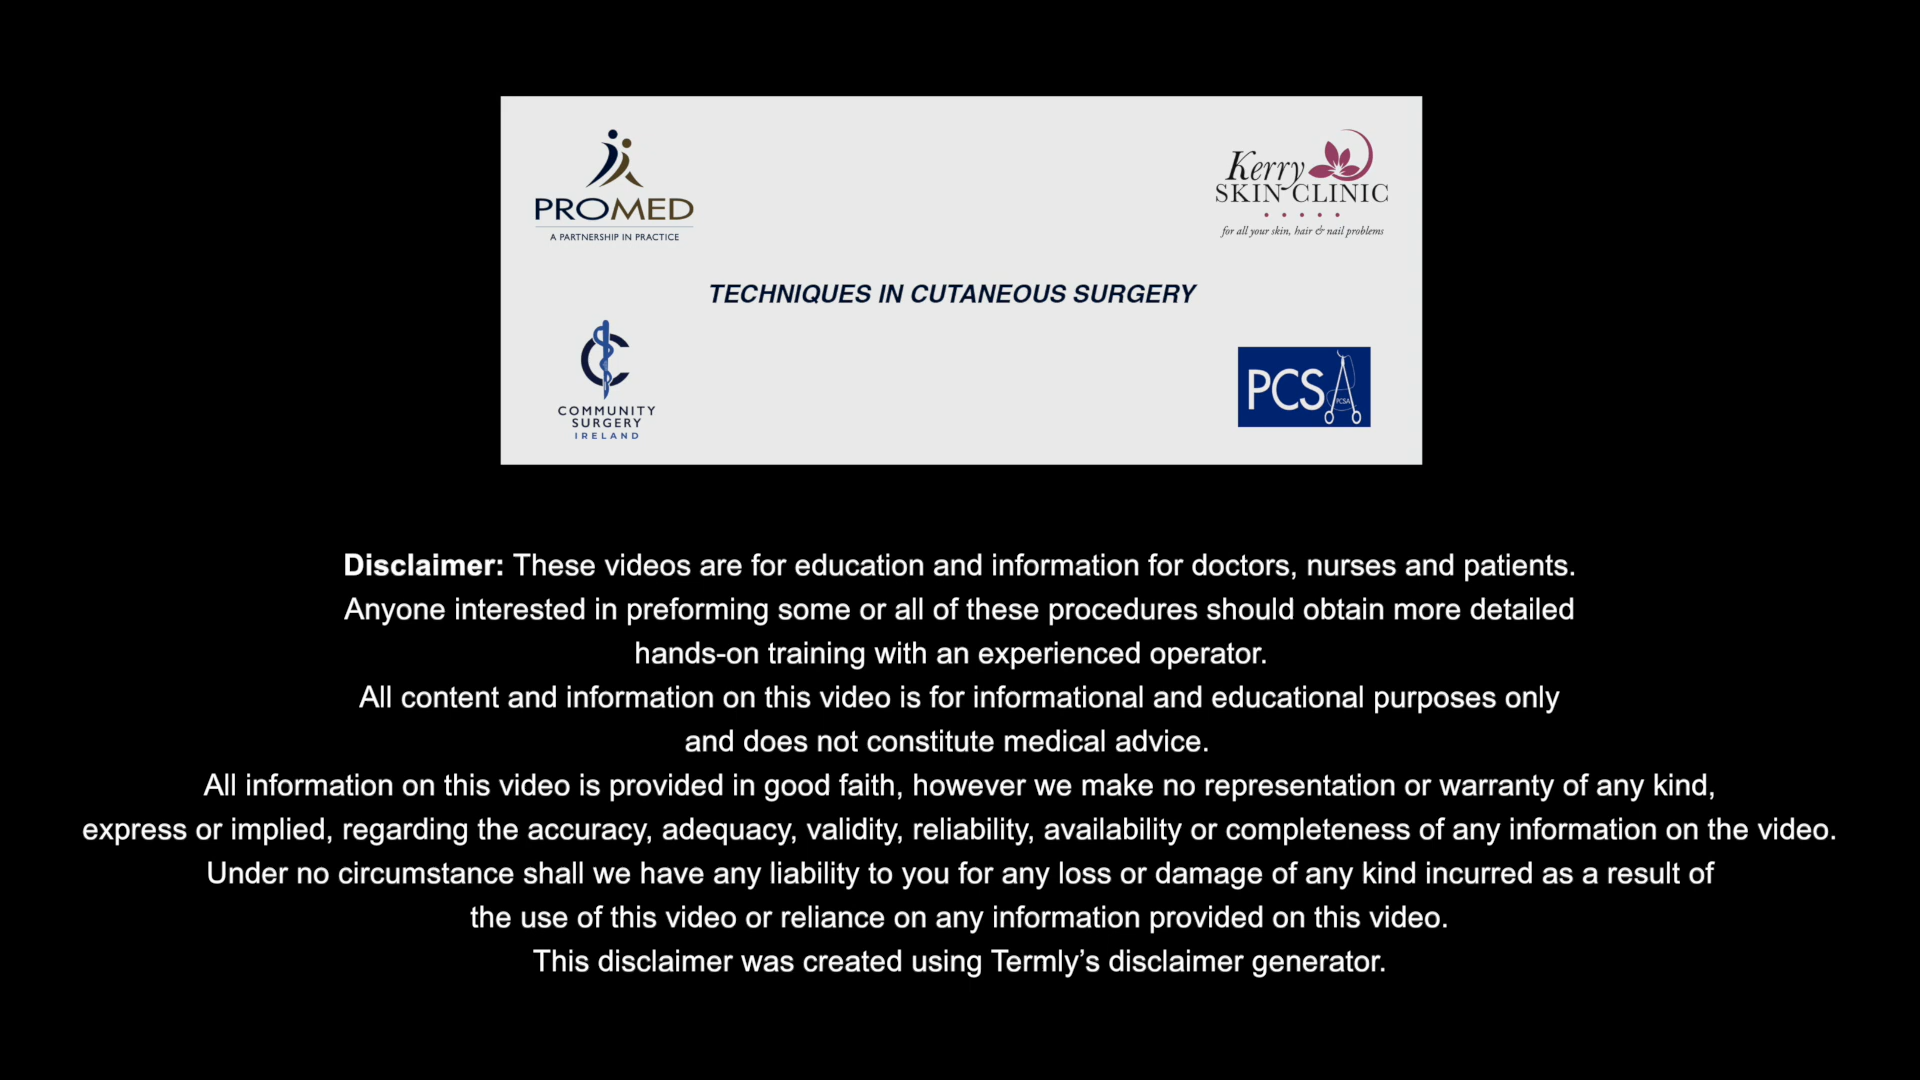 PROMED
A PARTNERSHIP IN PRACTICE
Kerry
SKIN CLINIC
for all your skin, hair & nail problems
TECHNIQUES IN CUTANEOUS SURGERY
COMMUNITY
SURGERY
IRELAND
PCSA
PCSA
Disclaimer: These videos are for education and information for doctors, nurses and patients.
Anyone interested in preforming some or all of these procedures should obtain more detailed
hands-on training with an experienced operator.
All content and information on this video is for informational and educational purposes only
and does not constitute medical advice.
All information on this video is provided in good faith, however we make no representation or warranty of any kind,
express or implied, regarding the accuracy, adequacy, validity, reliability, availability or completeness of any information on the video.
Under no circumstance shall we have any liability to you for any loss or damage of any kind incurred as a result of
the use of this video or reliance on any information provided on this video.
This disclaimer was created using Termly’s disclaimer generator.